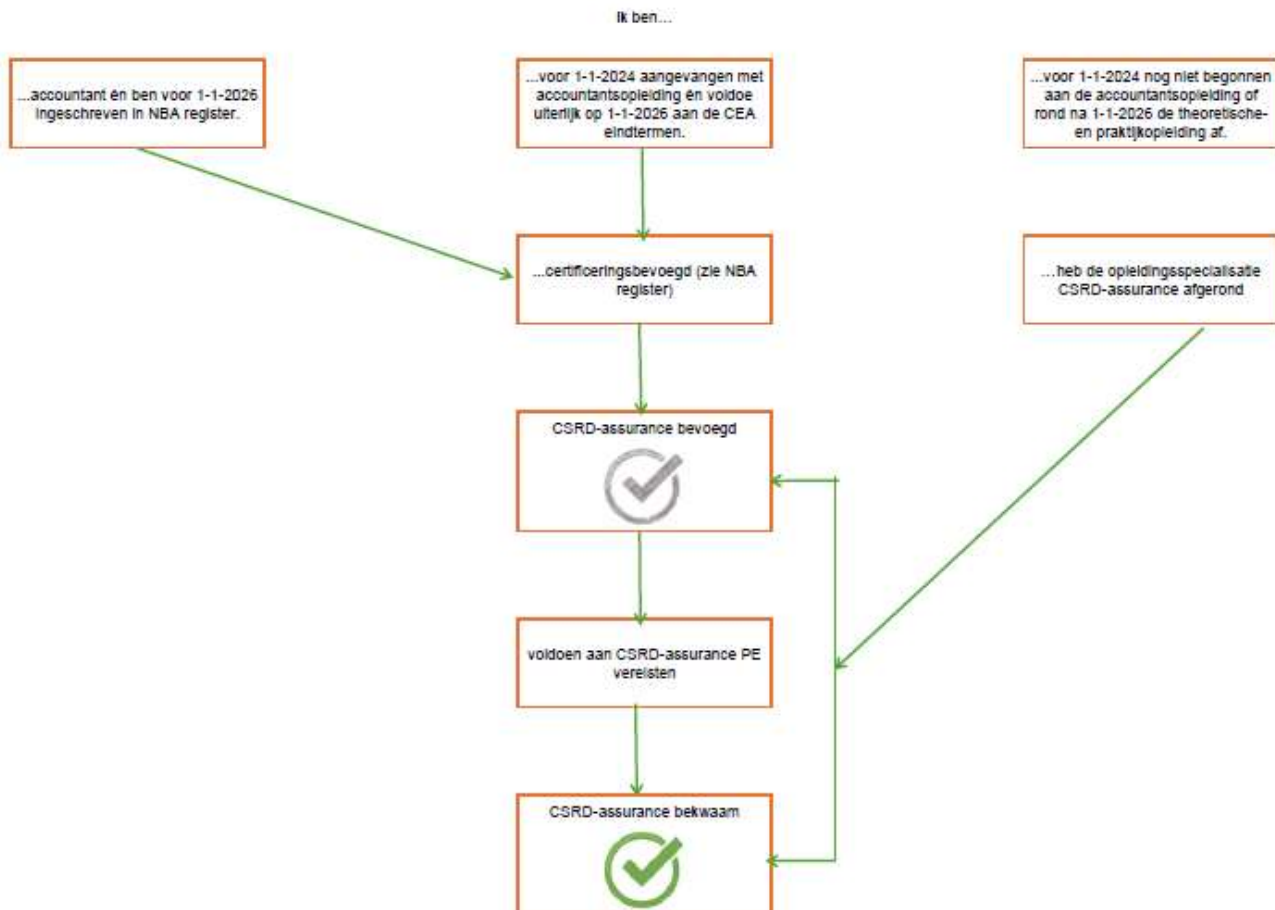 Ik ben...
...accountant én ben voor 1-1-2026
ingeschreven in NBA register.
...voor 1-1-2024 aangevangen met
accountantsopleiding én voldoe
uiterlijk op 1-1-2026 aan de CEA
eindtermen.
...voor 1-1-2024 nog niet begonnen
aan de accountantsopleiding of
rond na 1-1-2026 de theoretische-
en praktijkopleiding af.
...certificeringsbevoegd (zie NBA
register)
...heb de opleidingsspecialisatie
CSRD-assurance afgerond
CSRD-assurance bevoegd
voldoen aan CSRD-assurance PE
vereisten
CSRD-assurance bekwaam